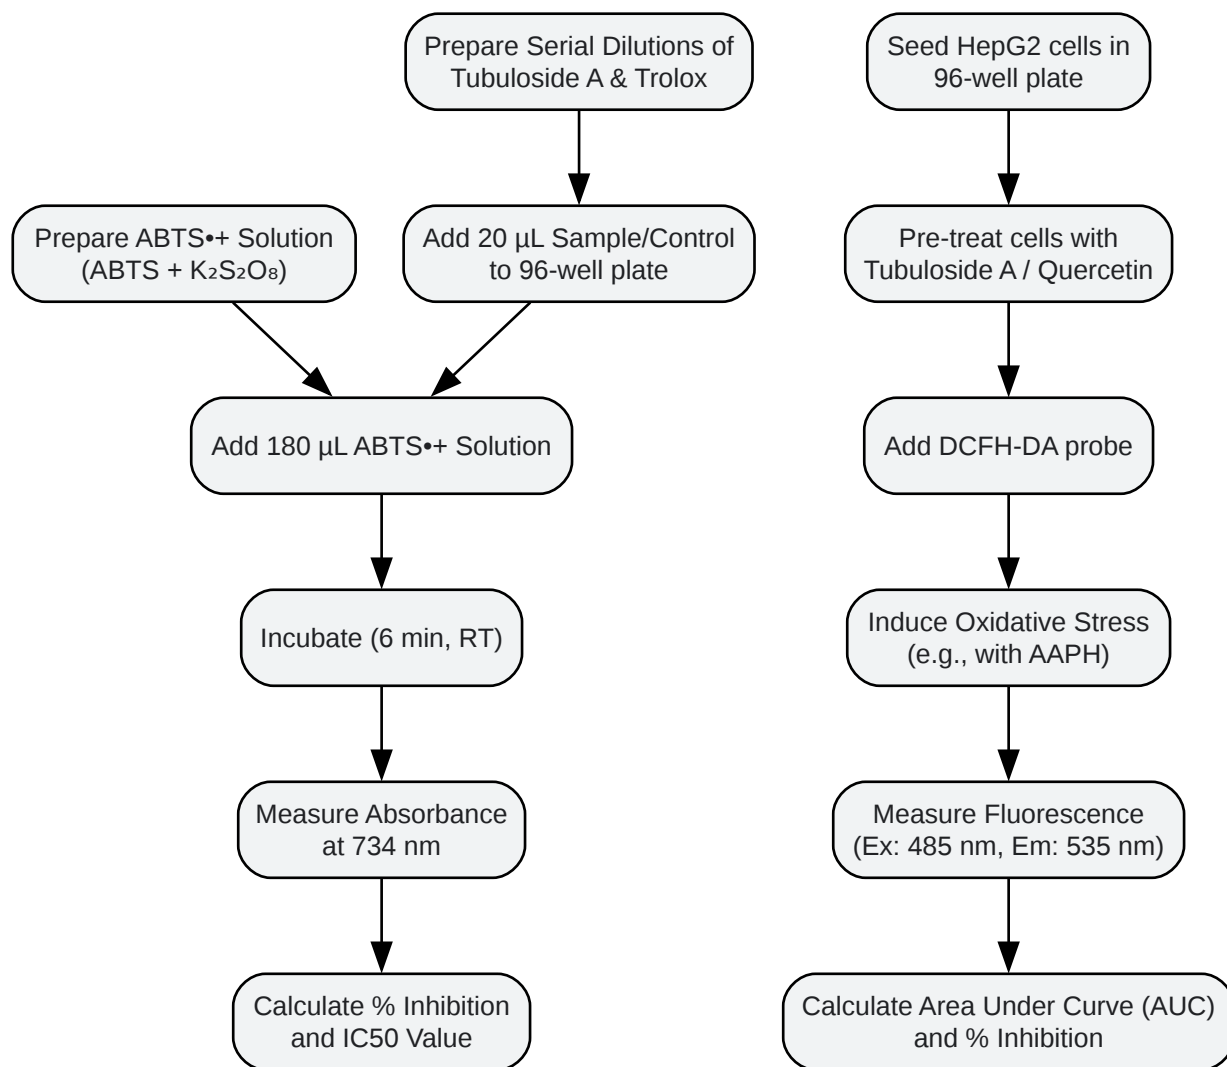 Prepare Serial Dilutions of
Tubuloside A & Trolox
Prepare ABTS•+ Solution
(ABTS + K₂S₂O₈)
Add 20 µL Sample/Control
to 96-well plate
Add 180 µL ABTS•+ Solution
Incubate (6 min, RT)
Measure Absorbance
at 734 nm
Calculate % Inhibition
and IC50 Value
Seed HepG2 cells in
96-well plate
Pre-treat cells with
Tubuloside A / Quercetin
Add DCFH-DA probe
Induce Oxidative Stress
(e.g., with AAPH)
Measure Fluorescence
(Ex: 485 nm, Em: 535 nm)
Calculate Area Under Curve (AUC)
and % Inhibition